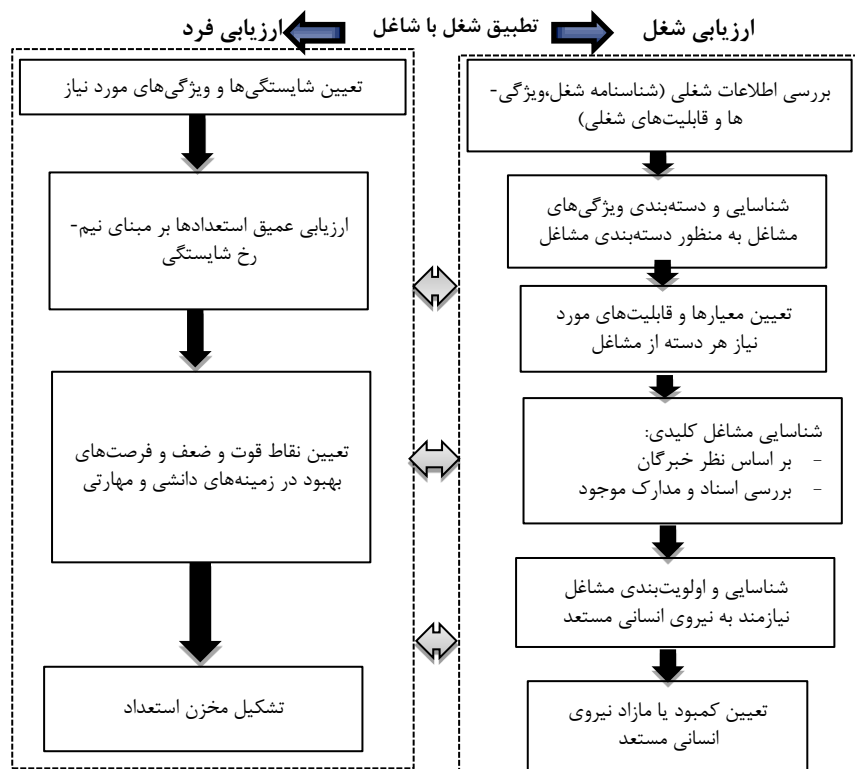 ارزیابی شغل
تطبیق شغل با شاغل
ارزیابی فرد
بررسی اطلاعات شغلی (شناسنامه شغل،ویژگی-
ها و قابلیت‌های شغلی)
شناسایی و دسته‌بندی ویژگی‌های
مشاغل به منظور دسته‌بندی مشاغل
تعیین معیارها و قابلیت‌های مورد
نیاز هر دسته از مشاغل
شناسایی مشاغل کلیدی:
- بر اساس نظر خبرگان
- بررسی اسناد و مدارک موجود
شناسایی و اولویت‌بندی مشاغل
نیازمند به نیروی انسانی مستعد
تعیین کمبود یا مازاد نیروی
انسانی مستعد
تعیین شایستگی‌ها و ویژگی‌های مورد نیاز
ارزیابی عمیق استعدادها بر مبنای نیم-
رخ شایستگی
تعیین نقاط قوت و ضعف و فرصت‌های
بهبود در زمینه‌های دانشی و مهارتی
تشکیل مخزن استعداد